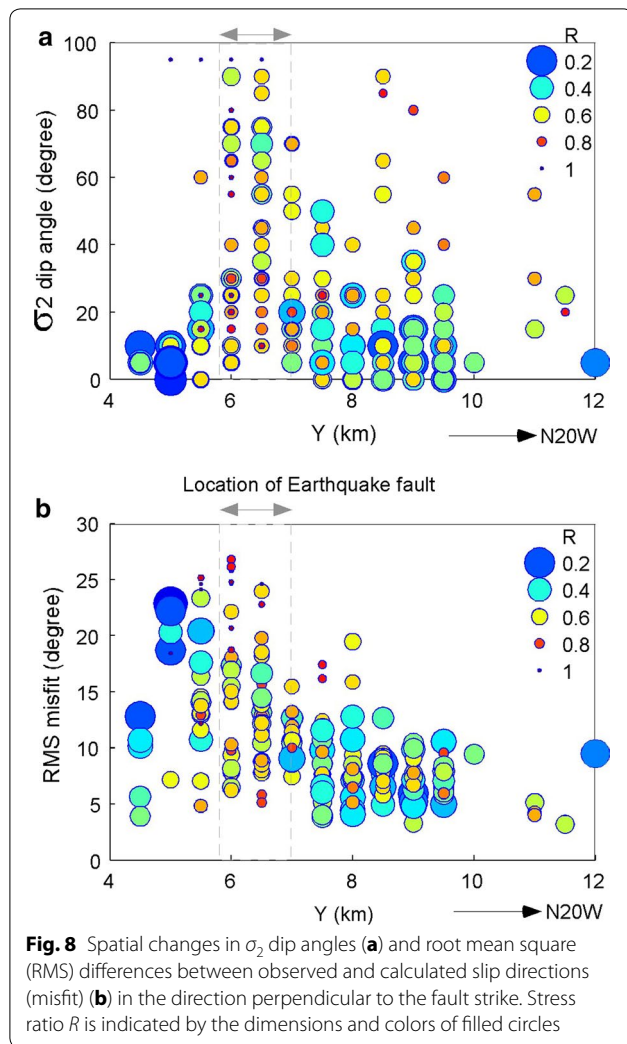 a
100
80
60
40
20
0
σ2 dip angle (degree)
R
0.2
0.4
0.6
0.8
1
4 6 8 10 12
Y (km)
N20W
Location of Earthquake fault
b
30
25
20
15
10
5
0
RMS misfit (degree)
R
0.2
0.4
0.6
0.8
1
4 6 8 10 12
Y (km)
N20W
Fig. 8 Spatial changes in σ2 dip angles (a) and root mean square
(RMS) differences between observed and calculated slip directions
(misfit) (b) in the direction perpendicular to the fault strike. Stress
ratio R is indicated by the dimensions and colors of filled circles